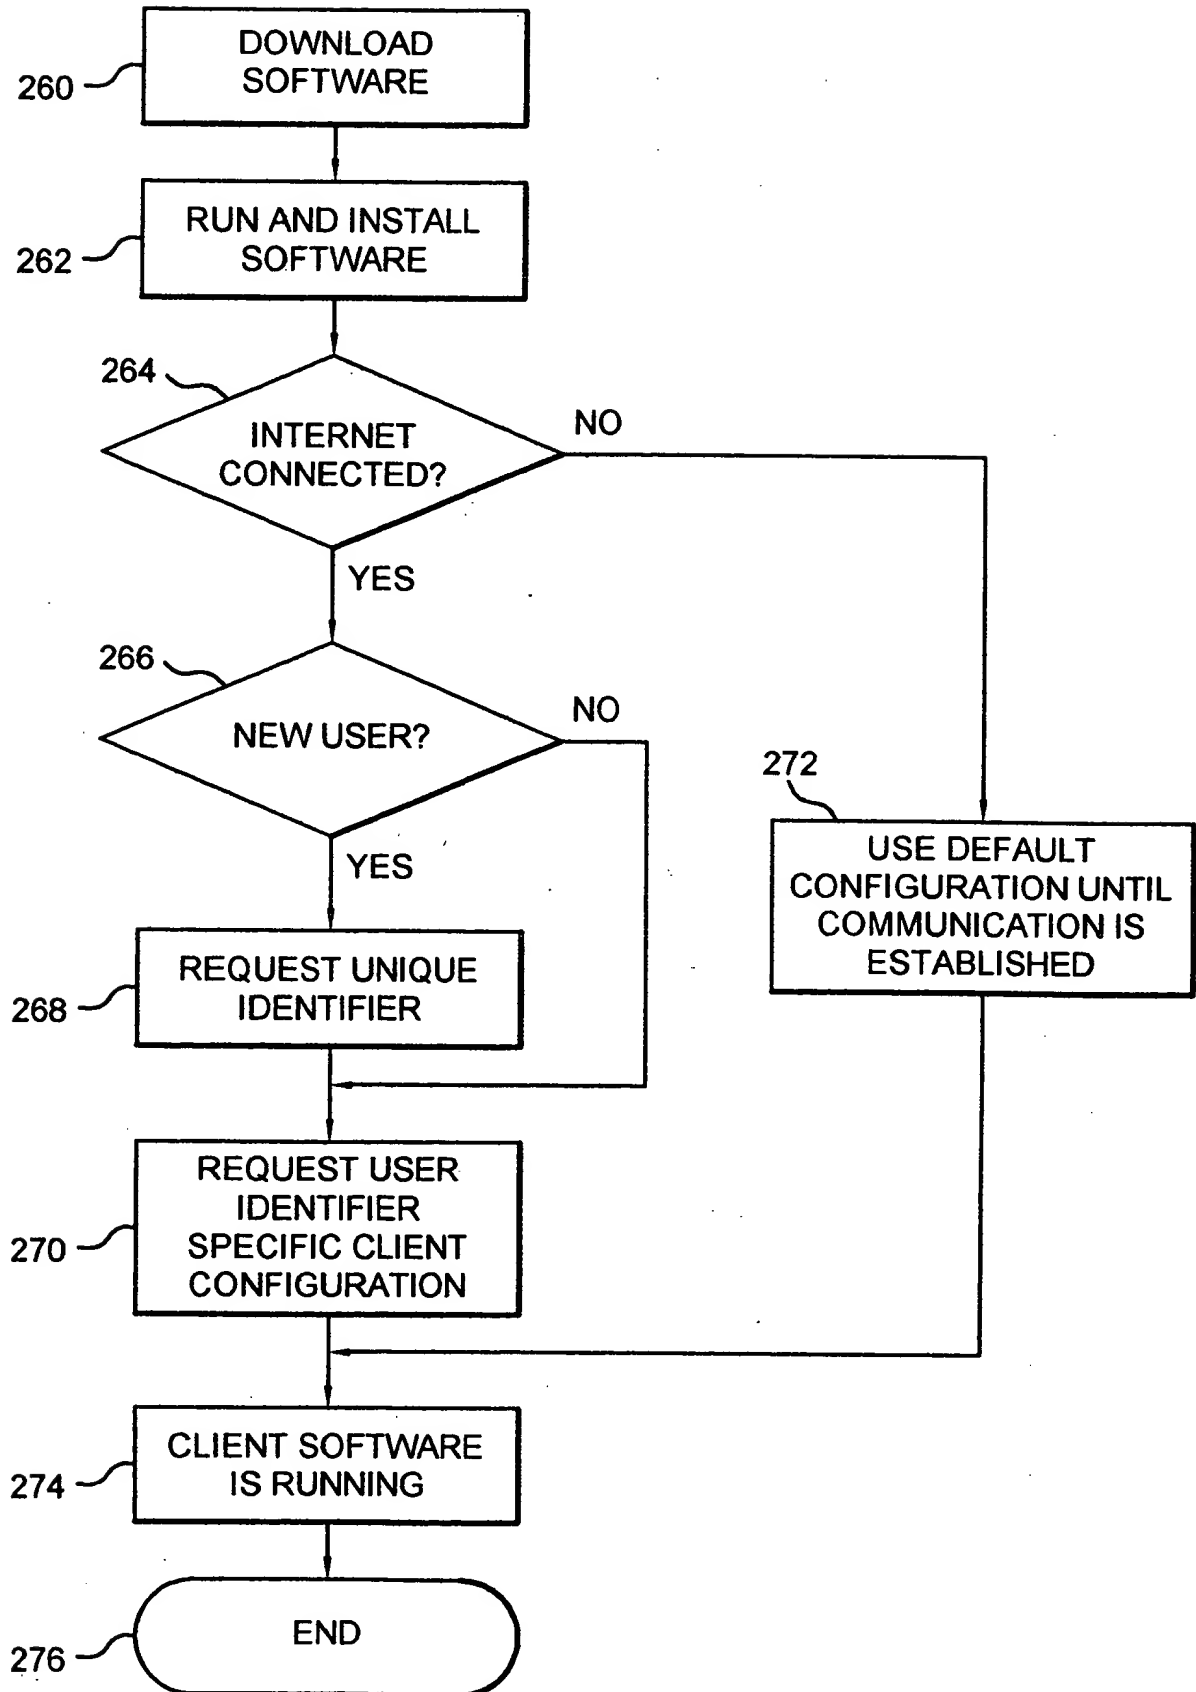 DOWNLOAD
SOFTWARE
260
RUN AND INSTALL
SOFTWARE
262
264
INTERNET
CONNECTED?
NO
YES
266
NEW USER?
NO
YES
272
USE DEFAULT
CONFIGURATION UNTIL
COMMUNICATION IS
ESTABLISHED
REQUEST UNIQUE
IDENTIFIER
268
REQUEST USER
IDENTIFIER
SPECIFIC CLIENT
CONFIGURATION
270
CLIENT SOFTWARE
IS RUNNING
274
END
276